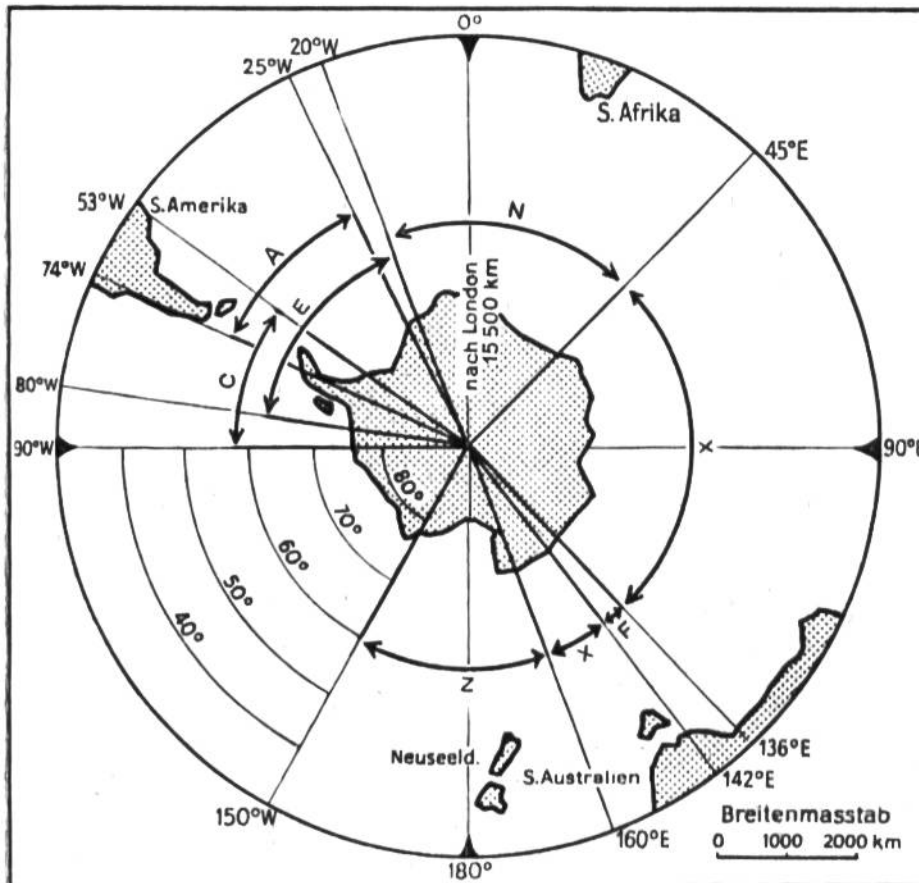 0°
20°W
25°W
S. Afrika
45°E
53°W
S. Amerika
N
A
74°W
E
nach London
15 500 km
C
80°W
90°W
X
90°E
80°
70°
60°
50°
40°
F
X
Z
Neuseeld.
S. Australien
136°E
142°E
150°W
160°E
180°
Breitenmasstab
0 1000 2000 km